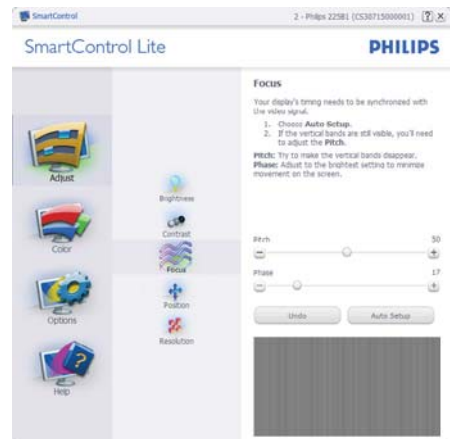 SmartControl
2 - Philips 225B1 (CS30715000001)
SmartControl Lite
PHILIPS
Adjust
Color
Options
Help
Brightness
Contrast
Focus
Position
Resolution
Focus
Your display's timing needs to be synchronized with
the video signal.
1. Choose Auto Setup.
2. If the vertical bands are still visible, you'll need
to adjust the Pitch.
Pitch: Try to make the vertical bands disappear.
Phase: Adjust to the brightest setting to minimize
movement on the screen.
Pitch 50
Phase 17
Undo Auto Setup